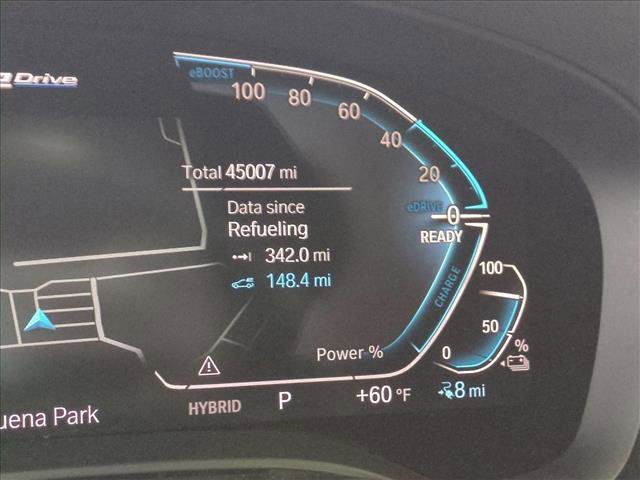 Drive
eBOOST
100
80
60
40
20
eDRIVE
0
READY
Total 45007 mi
Data since
Refueling
342.0 mi
148.4 mi
CHARGE
100
50
0
%
Power %
HYBRID
P
+60 °F
8 mi
uena Park